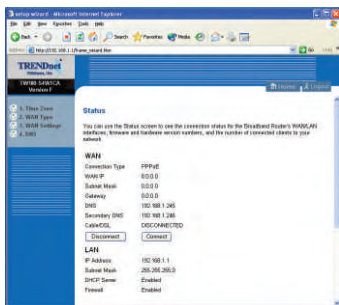 setup wizard - Microsoft Internet Explorer
File Edit View Favorites Tools Help
Back Search Favorites Media
http://192.168.1.1/frame_wizard.htm Go
TRENDnet
Version F
Home Logout
1. Time Zone
2. WAN Type
3. WAN Settings
4. DNS
Status
You can use the Status screen to see the connection status for the Broadband Router's WAN/LAN
interfaces, firmware and hardware version numbers, and the number of connected clients to your
network.
WAN
Connection Type PPPoE
WAN IP 0.0.0.0
Subnet Mask 0.0.0.0
Gateway 0.0.0.0
DNS 192.168.1.246
Secondary DNS 192.168.1.246
Cable/DSL DISCONNECTED
Disconnect Connect
LAN
IP Address 192.168.1.1
Subnet Mask 255.255.255.0
DHCP Server Enabled
Firewall Enabled